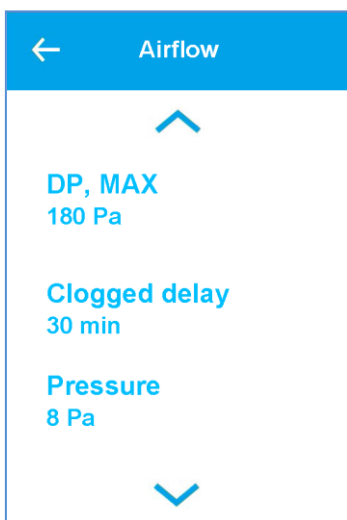 Airflow
DP, MAX
180 Pa
Clogged delay
30 min
Pressure
8 Pa